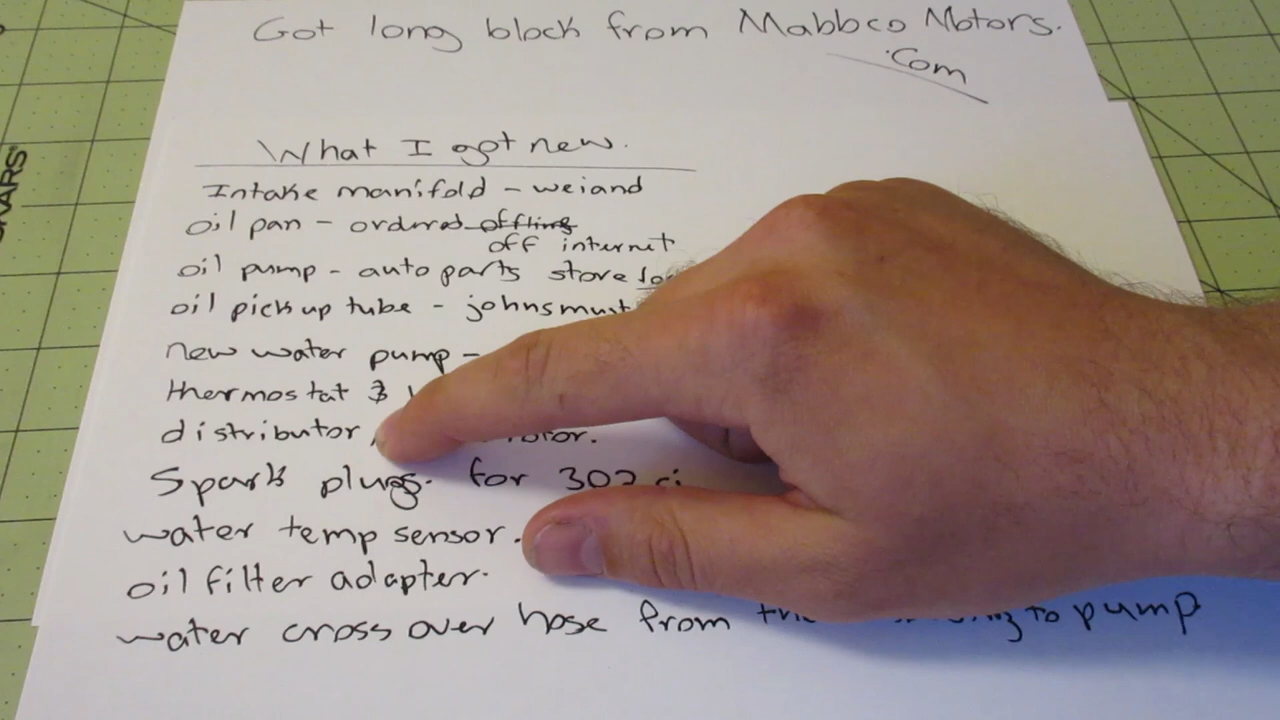 Got long block from Mabbco Motors.
.Com
What I got new.
Intake manifold - weiand
oil pan - ordered
off internet
oil pump - auto parts store
oil pick up tube - johnsmust
new water pump -
thermostat &
distributor
Spark plugs. for 302 ci
water temp sensor.
oil filter adapter.
water cross over hose from to pump